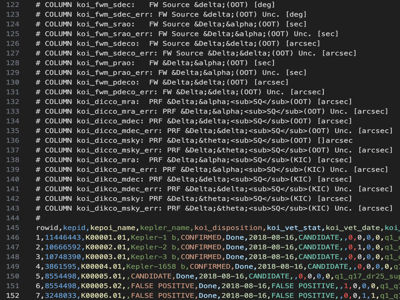 122 # COLUMN koi_fwm_sdec:   FW Source &delta;(OOT) [deg]
123 # COLUMN koi_fwm_sdec_err: FW Source &delta;(OOT) Unc. [deg]
124 # COLUMN koi_fwm_srao:   FW Source &Delta;&alpha;(OOT) [sec]
125 # COLUMN koi_fwm_srao_err: FW Source &Delta;&alpha;(OOT) Unc. [sec]
126 # COLUMN koi_fwm_sdeco:  FW Source &Delta;&delta;(OOT) [sec]
127 # COLUMN koi_fwm_sdeco_err: FW Source &Delta;&delta;(OOT) Unc. [sec]
128 # COLUMN koi_fwm_prao:   FW &Delta;&alpha;(OOT) [sec]
129 # COLUMN koi_fwm_prao_err: FW &Delta;&alpha;(OOT) Unc. [sec]
130 # COLUMN koi_fwm_pdeco:  FW &Delta;&delta;(OOT) [sec]
131 # COLUMN koi_fwm_pdeco_err: FW &Delta;&delta;(OOT) Unc. [sec]
132 # COLUMN koi_dicco_mra:  PRF &Delta;&alpha;<sub>SQ</sub>(OOT) [arcsec]
133 # COLUMN koi_dicco_mra_err: PRF &Delta;&alpha;<sub>SQ</sub>(OOT) Unc. [arcsec]
134 # COLUMN koi_dicco_mdec: PRF &Delta;&delta;<sub>SQ</sub>(OOT) [arcsec]
135 # COLUMN koi_dicco_mdec_err: PRF &Delta;&delta;<sub>SQ</sub>(OOT) Unc. [arcsec]
136 # COLUMN koi_dicco_msky: PRF &Delta;&theta;<sub>SQ</sub>(OOT) [arcsec]
137 # COLUMN koi_dicco_msky_err: PRF &Delta;&theta;<sub>SQ</sub>(OOT) Unc. [arcsec]
138 # COLUMN koi_dikco_mra:  PRF &Delta;&alpha;<sub>SQ</sub>(KIC) [arcsec]
139 # COLUMN koi_dikco_mra_err: PRF &Delta;&alpha;<sub>SQ</sub>(KIC) Unc. [arcsec]
140 # COLUMN koi_dikco_mdec: PRF &Delta;&delta;<sub>SQ</sub>(KIC) [arcsec]
141 # COLUMN koi_dikco_mdec_err: PRF &Delta;&delta;<sub>SQ</sub>(KIC) Unc. [arcsec]
142 # COLUMN koi_dikco_msky: PRF &Delta;&theta;<sub>SQ</sub>(KIC) [arcsec]
143 # COLUMN koi_dikco_msky_err: PRF &Delta;&theta;<sub>SQ</sub>(KIC) Unc. [arcsec]
144 #
145 rowid,kepid,kepoi_name,kepler_name,koi_disposition,koi_vet_stat,koi_vet_date,koi
146 1,11446443,K00001.01,Kepler-1 b,CONFIRMED,Done,2018-08-16,CANDIDATE,,0,0,0,0,q1_
147 2,10666592,K00002.01,Kepler-2 b,CONFIRMED,Done,2018-08-16,CANDIDATE,,0,1,0,0,q1_
148 3,10748390,K00003.01,Kepler-3 b,CONFIRMED,Done,2018-08-16,CANDIDATE,,0,0,0,0,q1_
149 4,3861595,K00004.01,Kepler-1658 b,CONFIRMED,Done,2018-08-16,CANDIDATE,,0,1,0,0,
150 5,8554498,K00005.01,,CANDIDATE,Done,2018-08-16,CANDIDATE,,0,0,0,0,q1_q17_dr25_sup
151 6,8554498,K00005.02,,FALSE POSITIVE,Done,2018-08-16,FALSE POSITIVE,,1,0,0,0,q1_
152 7,3248033,K00006.01,,FALSE POSITIVE,Done,2018-08-16,FALSE POSITIVE,,0,0,1,1,q1_